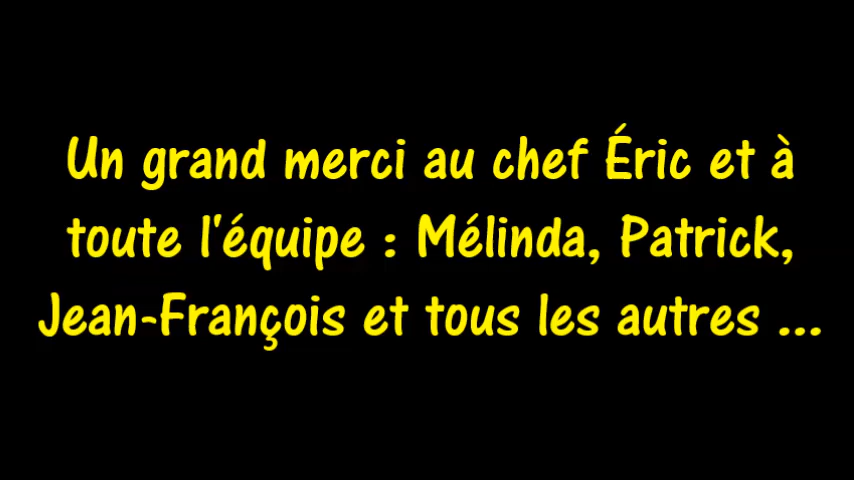 Un grand merci au chef Éric et à
toute l'équipe : Mélinda, Patrick,
Jean-François et tous les autres ...